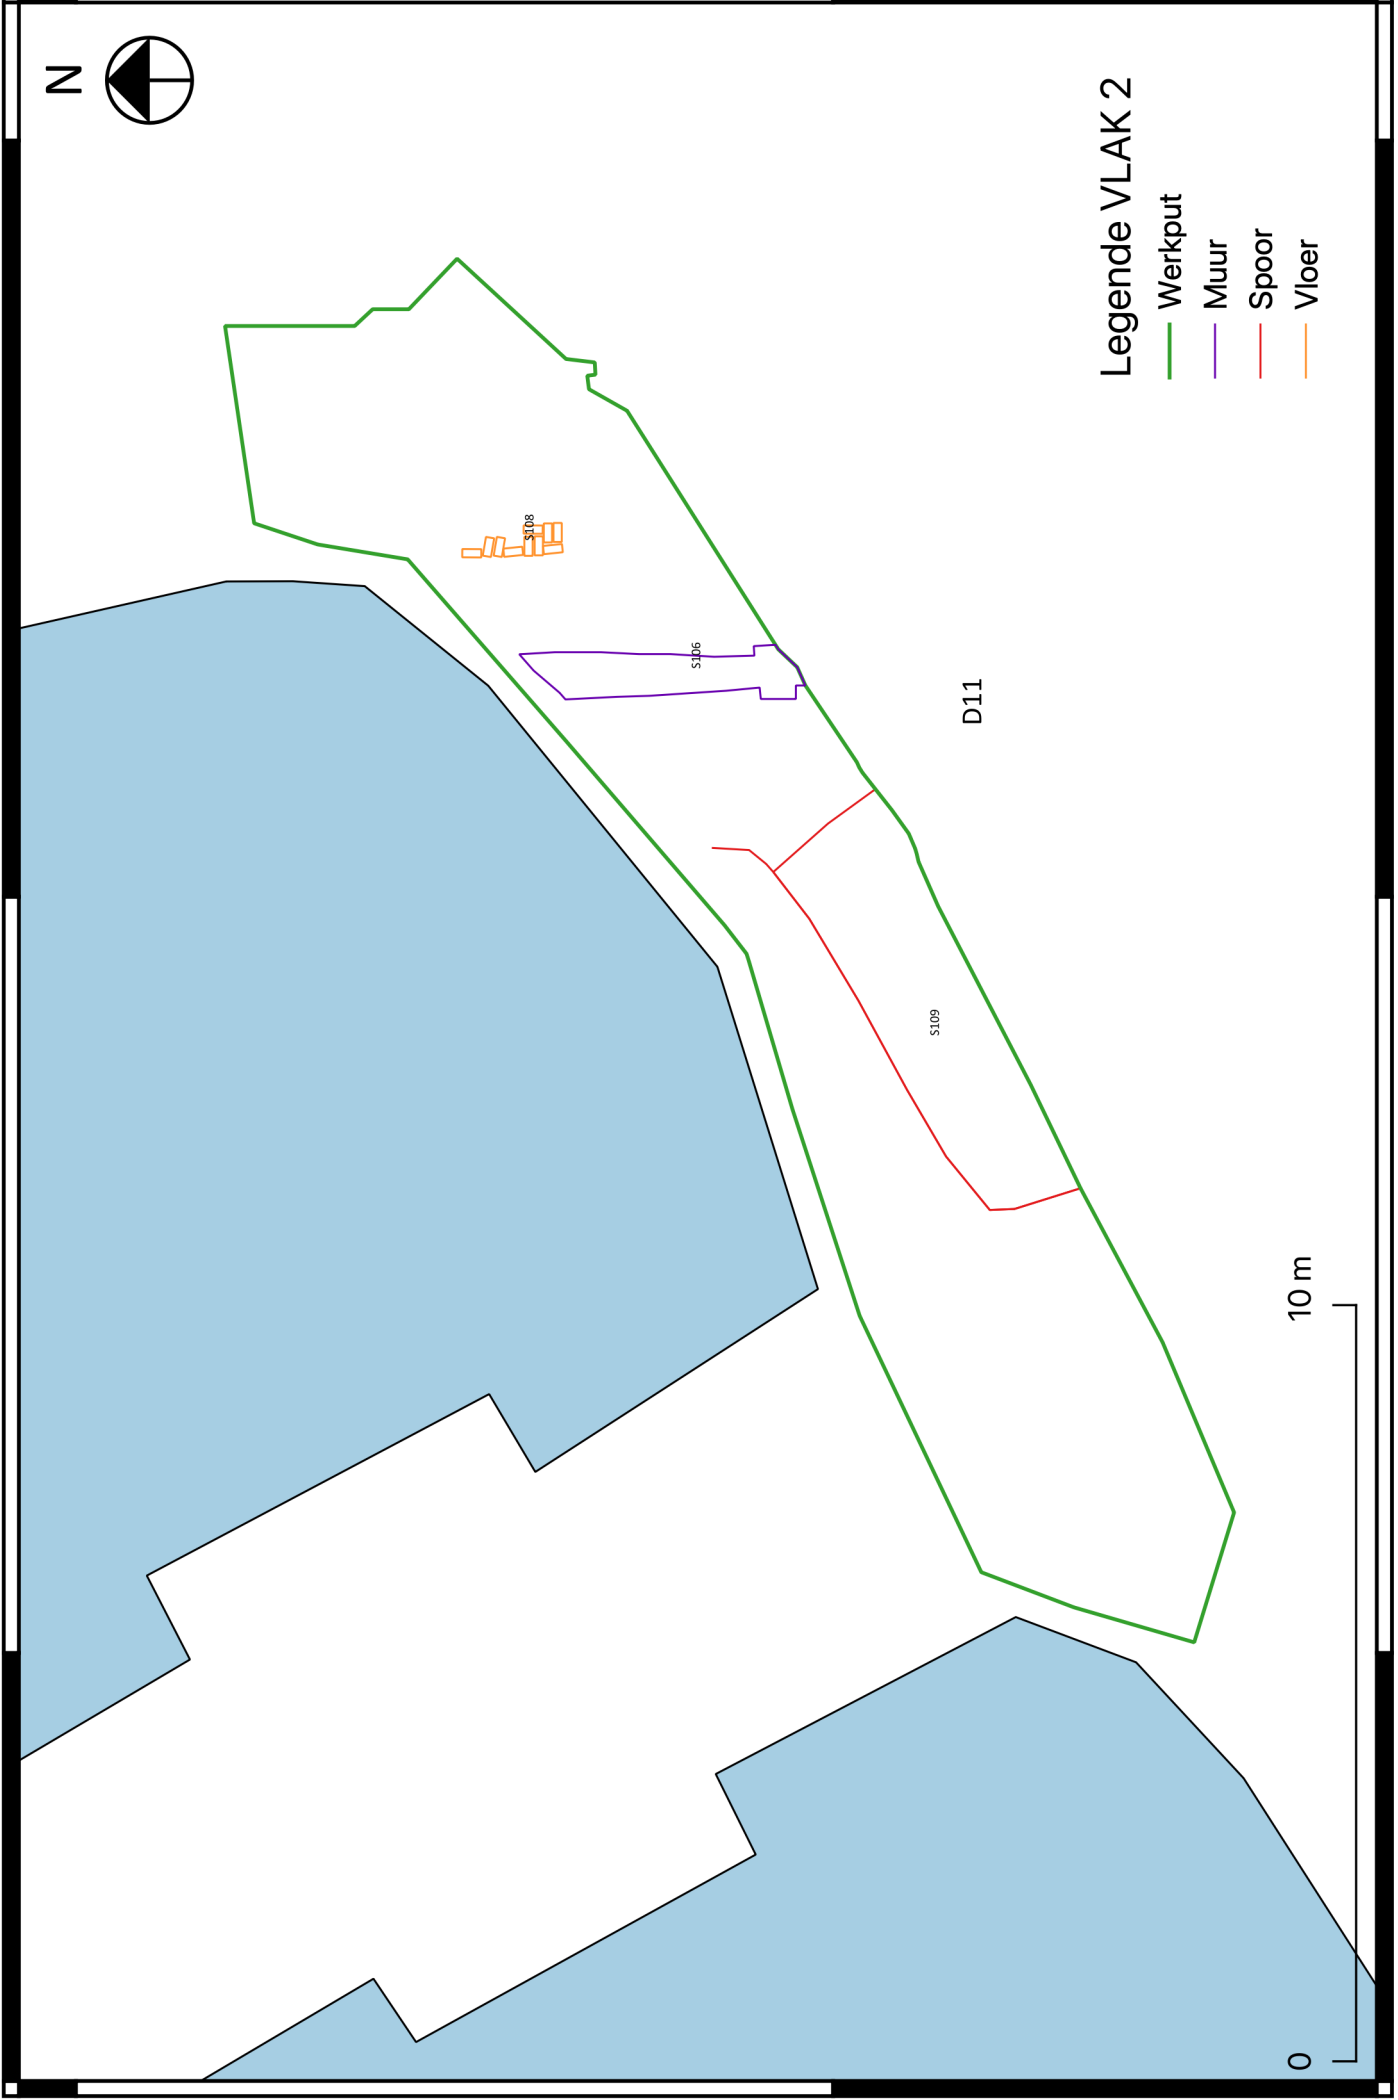 N
S108
S106
D11
S109
Legende VLAK 2
Werkput
Muur
Spoor
Vloer
0
10 m